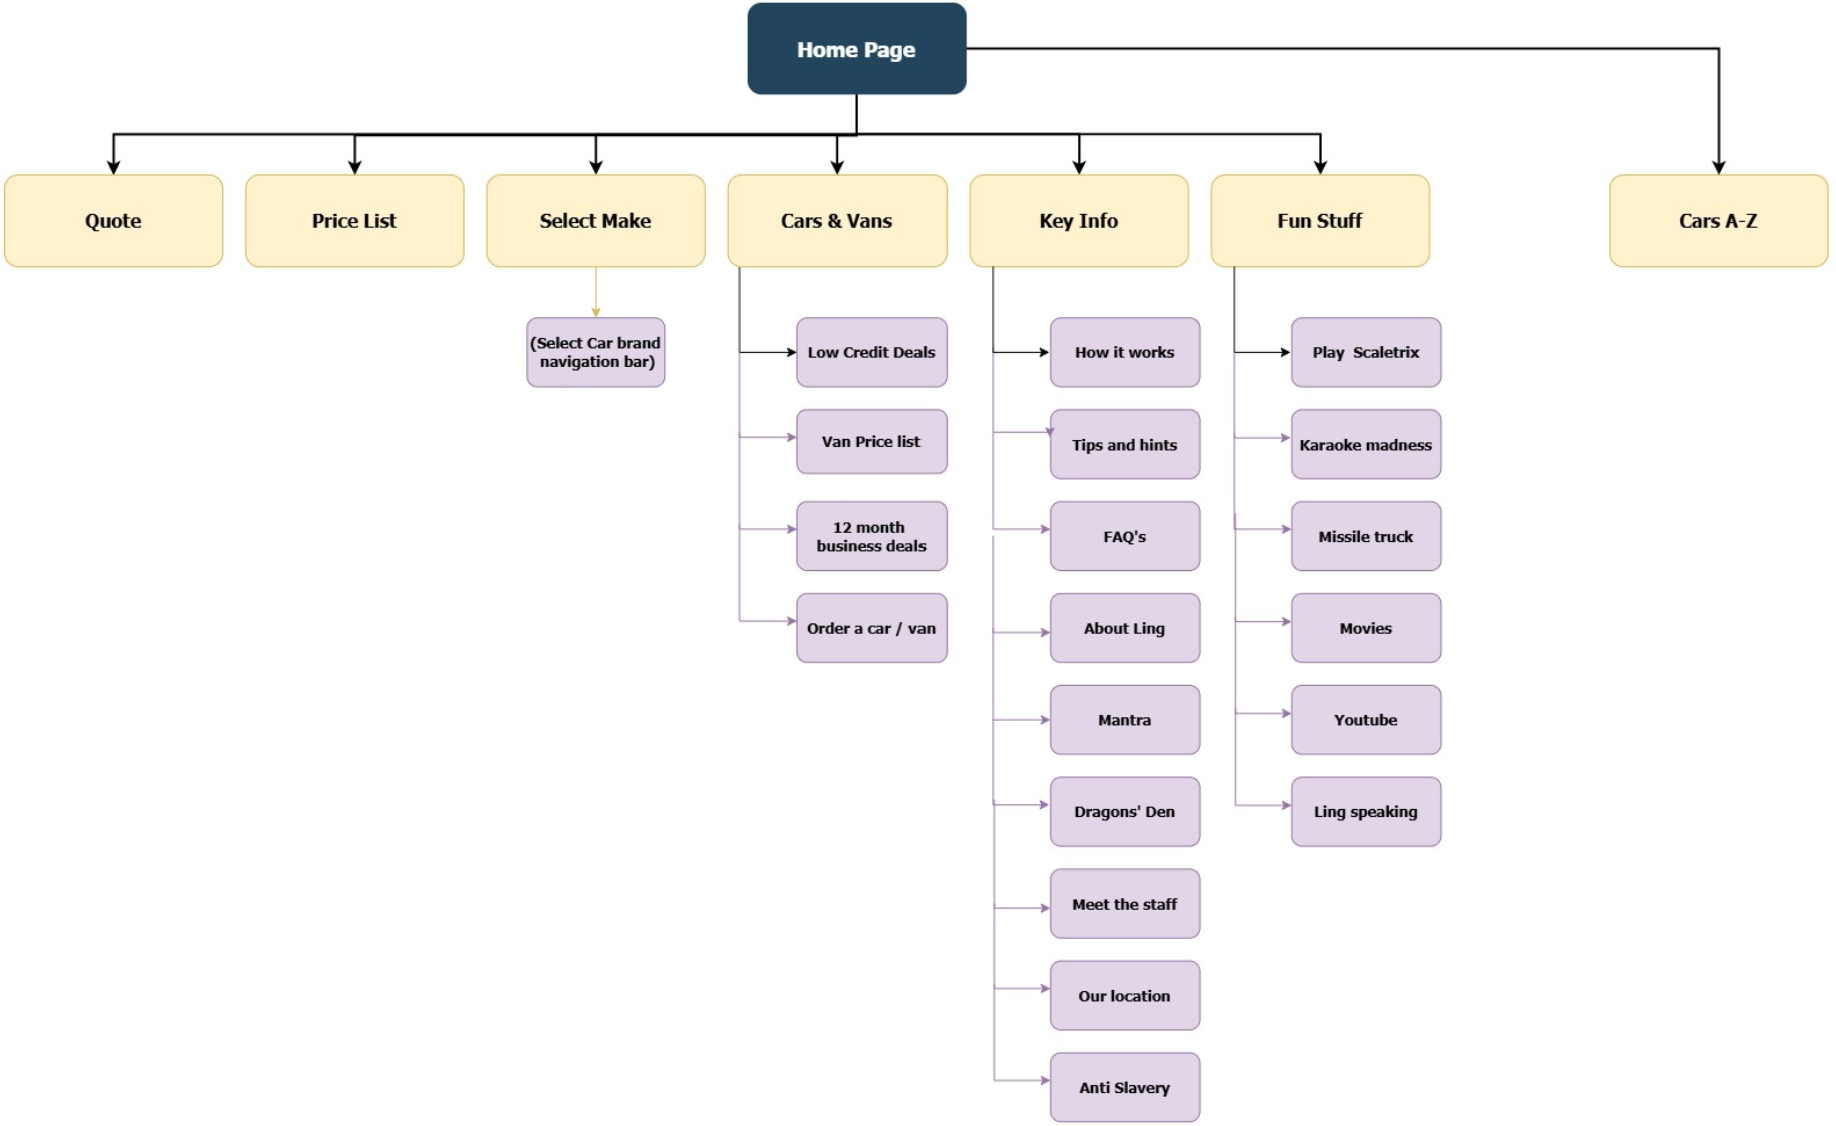 Home Page
Quote
Price List
Select Make
Cars & Vans
Key Info
Fun Stuff
Cars A-Z
(Select Car brand
navigation bar)
Low Credit Deals
Van Price list
12 month
business deals
Order a car / van
How it works
Tips and hints
FAQ's
About Ling
Mantra
Dragons' Den
Meet the staff
Our location
Anti Slavery
Play  Scaletrix
Karaoke madness
Missile truck
Movies
Youtube
Ling speaking